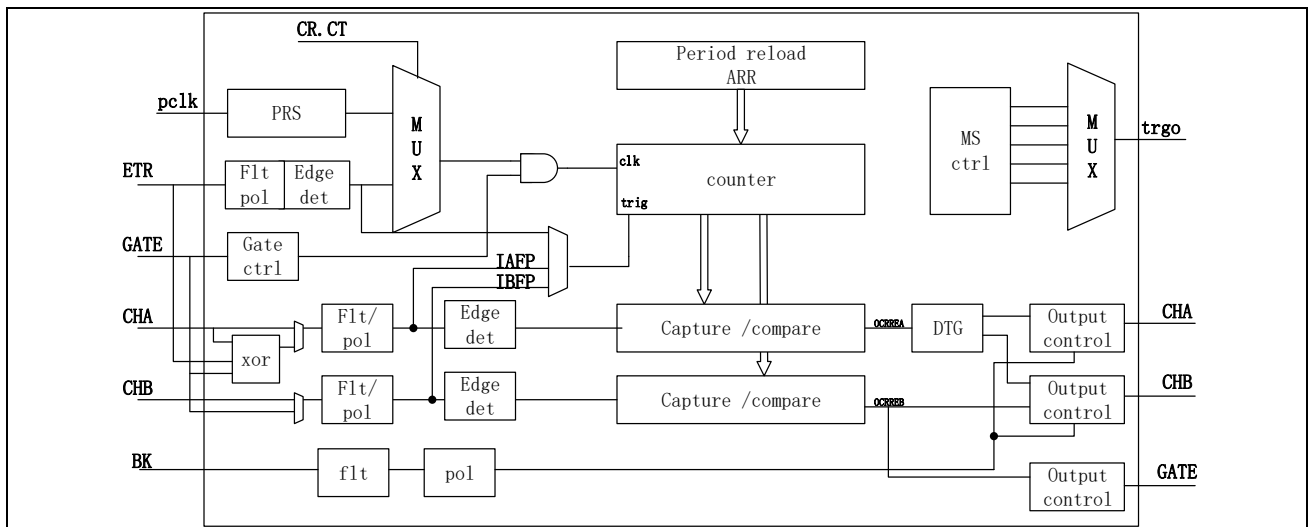 CR.CT
Period reload
ARR
pclk
PRS
MUX
MS
ctrl
MUX
trgo
ETR
Flt
pol
Edge
det
clk
counter
trig
GATE
Gate
ctrl
IAFP
IBFP
CHA
Flt/
pol
Edge
det
Capture /compare
OCRREA
DTG
Output
control
CHA
xor
CHB
Flt/
pol
Edge
det
Capture /compare
OCRREB
Output
control
CHB
BK
flt
pol
Output
control
GATE